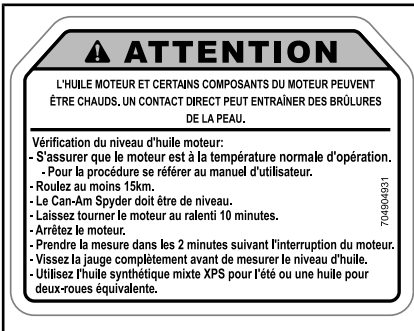 ATTENTION
L'HUILE MOTEUR ET CERTAINS COMPOSANTS DU MOTEUR PEUVENT
ÊTRE CHAUDS. UN CONTACT DIRECT PEUT ENTRAÎNER DES BRÛLURES
DE LA PEAU.
Vérification du niveau d'huile moteur:
- S'assurer que le moteur est à la température normale d'opération.
- Pour la procédure se référer au manuel d'utilisateur.
- Roulez au moins 15km.
- Le Can-Am Spyder doit être de niveau.
- Laissez tourner le moteur au ralenti 10 minutes.
- Arrêtez le moteur.
- Prendre la mesure dans les 2 minutes suivant l'interruption du moteur.
- Vissez la jauge complètement avant de mesurer le niveau d'huile.
- Utilisez l'huile synthétique mixte XPS pour l'été ou une huile pour
deux-roues équivalente.
704904931